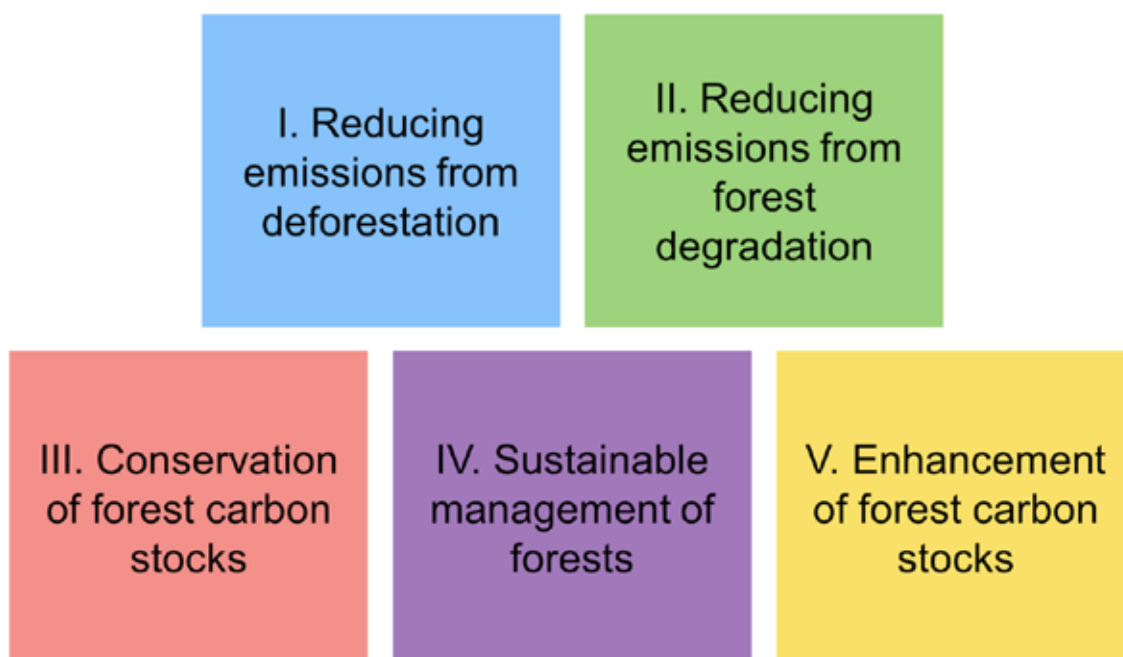 I. Reducing
emissions from
deforestation
II. Reducing
emissions from
forest
degradation
III. Conservation
of forest carbon
stocks
IV. Sustainable
management of
forests
V. Enhancement
of forest carbon
stocks